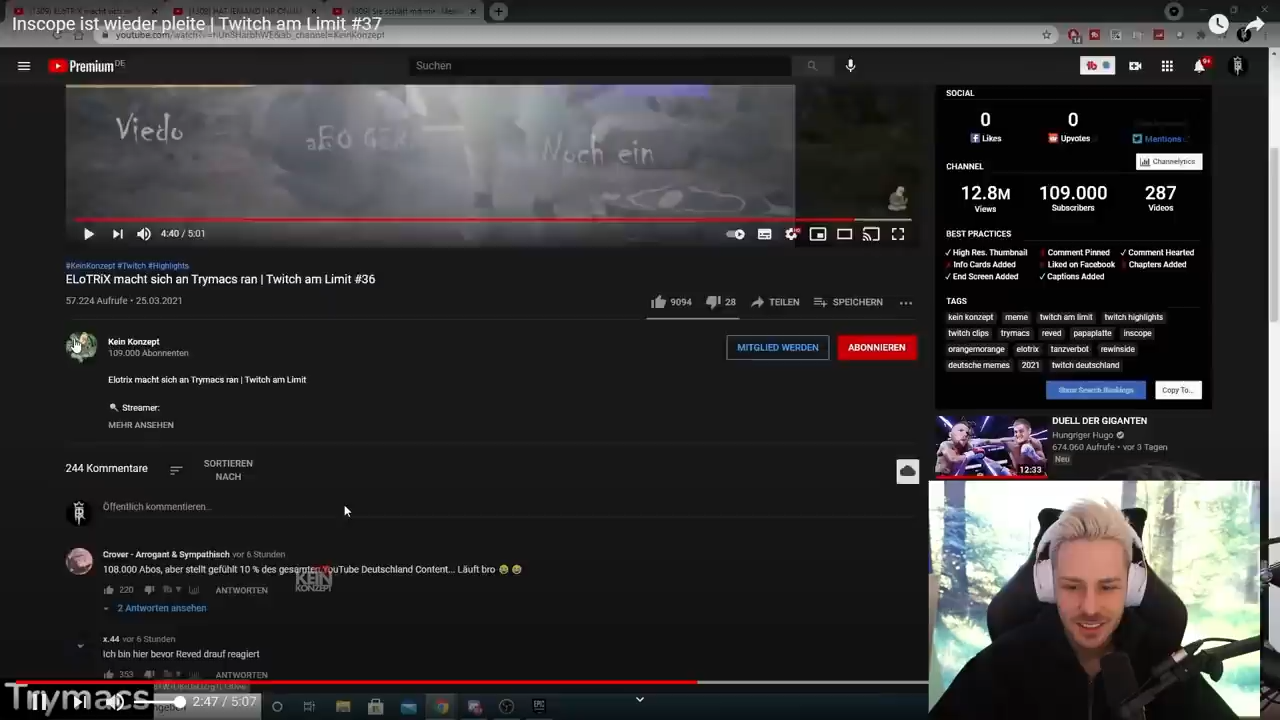 Inscope ist wieder pleite | Twitch am Limit #37
Premium DE
Suchen
9+
Viedo
Noch ein
4:40 / 5:01
#KeinKonzept #Twitch #Highlights
ELoTRiX macht sich an Trymacs ran | Twitch am Limit #36
57.224 Aufrufe • 25.03.2021
9094
28
TEILEN
SPEICHERN
Kein Konzept
109.000 Abonnenten
MITGLIED WERDEN
ABONNIEREN
Elotrix macht sich an Trymacs ran | Twitch am Limit
Streamer:
MEHR ANSEHEN
244 Kommentare
SORTIEREN
NACH
Öffentlich kommentieren...
Crover - Arrogant & Sympathisch vor 6 Stunden
108.000 Abos, aber stellt gefühlt 10 % des gesamten YouTube Deutschland Content... Läuft bro
KEIN
KONZEPT
220
ANTWORTEN
2 Antworten ansehen
x.44 vor 6 Stunden
Ich bin hier bevor Reved drauf reagiert
353
ANTWORTEN
SOCIAL
0
Likes
0
Upvotes
Mentions
CHANNEL
Channelytics
12.8M
Views
109.000
Subscribers
287
Videos
BEST PRACTICES
High Res. Thumbnail
Comment Pinned
Comment Hearted
Info Cards Added
Liked on Facebook
Chapters Added
End Screen Added
Captions Added
TAGS
kein konzept
meme
twitch am limit
twitch highlights
twitch clips
trymacs
reved
papaplatte
inscope
orangemorange
elotrix
tanzverbot
rewinside
deutsche memes
2021
twitch deutschland
Show Search Rankings
Copy To...
DUELL DER GIGANTEN
Hungriger Hugo
674.060 Aufrufe • vor 3 Tagen
Neu
12:33
Trymacs
2:47 / 5:07
EPIC